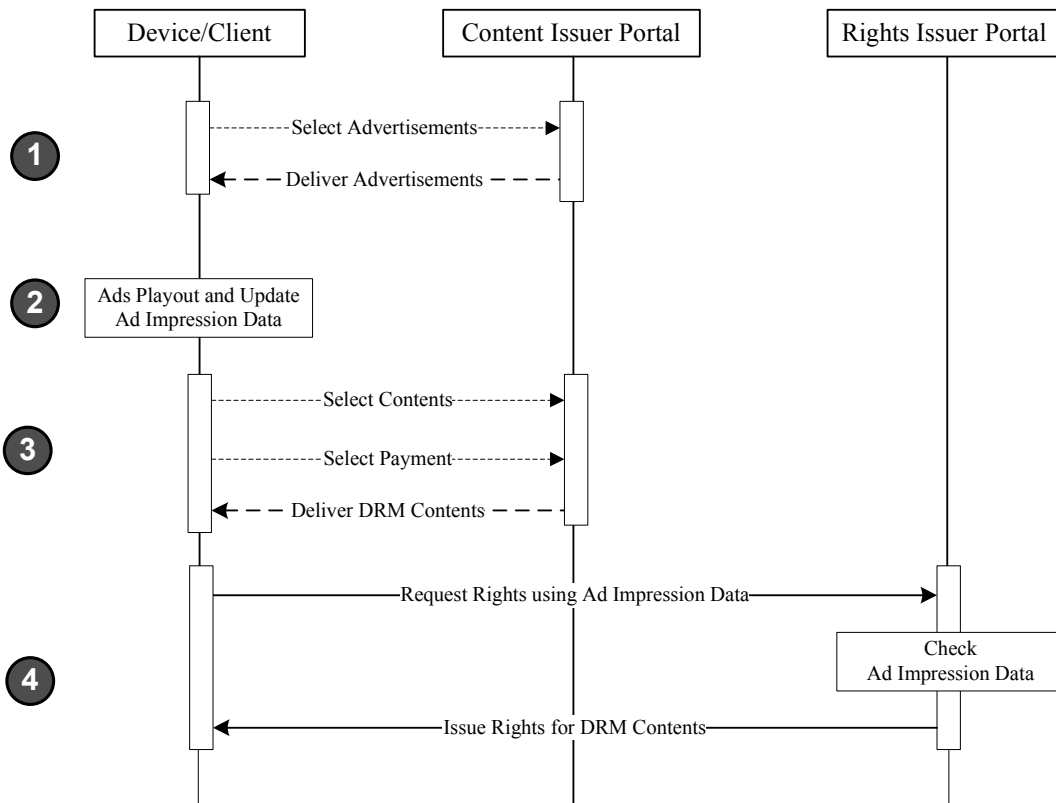 Device/Client
Content Issuer Portal
Rights Issuer Portal
1
Select Advertisements
Deliver Advertisements
2
Ads Playout and Update
Ad Impression Data
3
Select Contents
Select Payment
Deliver DRM Contents
4
Request Rights using Ad Impression Data
Check
Ad Impression Data
Issue Rights for DRM Contents